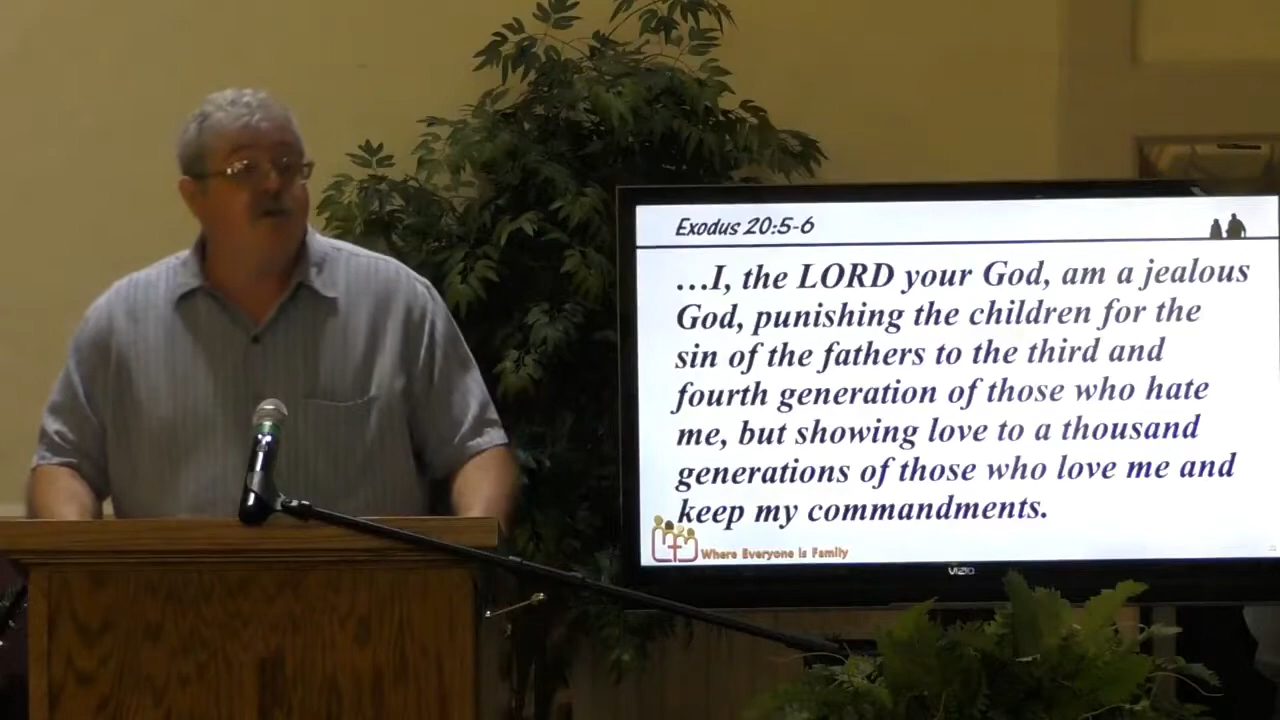 Exodus 20:5-6
...I, the LORD your God, am a jealous
God, punishing the children for the
sin of the fathers to the third and
fourth generation of those who hate
me, but showing love to a thousand
generations of those who love me and
keep my commandments.
Where Everyone is Family
VIZIO